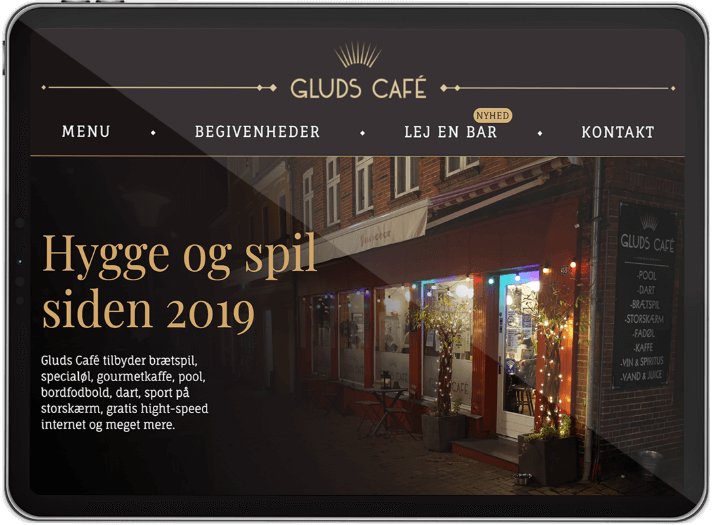 GLUDS CAFÉ
NYHED
MENU BEGIVENHEDER LEJ EN BAR KONTAKT
Hygge og spil
siden 2019
Gluds Café tilbyder brætspil,
specialøl, gourmetkaffe, pool,
bordfodbold, dart, sport på
storskærm, gratis hight-speed
internet og meget mere.
GLUDS CAFÉ
-POOL
-DART
-BRÆTSPIL
-STORSKÆRM
-FADØL
-KAFFE
-VIN & SPIRITUS
-VAND & JUICE